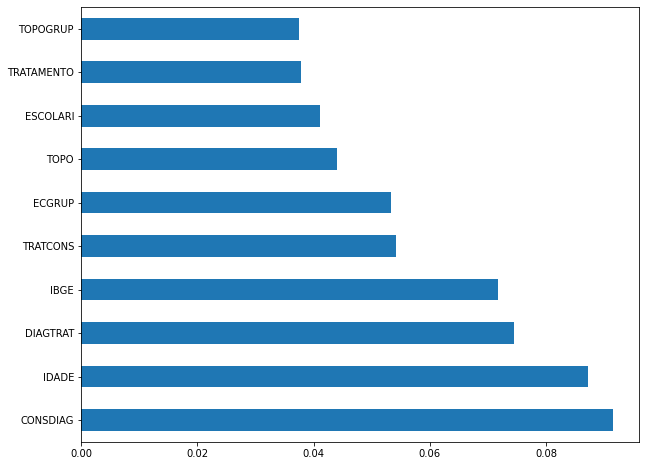 TOPOGRUP
TRATAMENTO
ESCOLARI
TOPO
ECGRUP
TRATCONS
IBGE
DIAGTRAT
IDADE
CONSDIAG
0.00 0.02 0.04 0.06 0.08